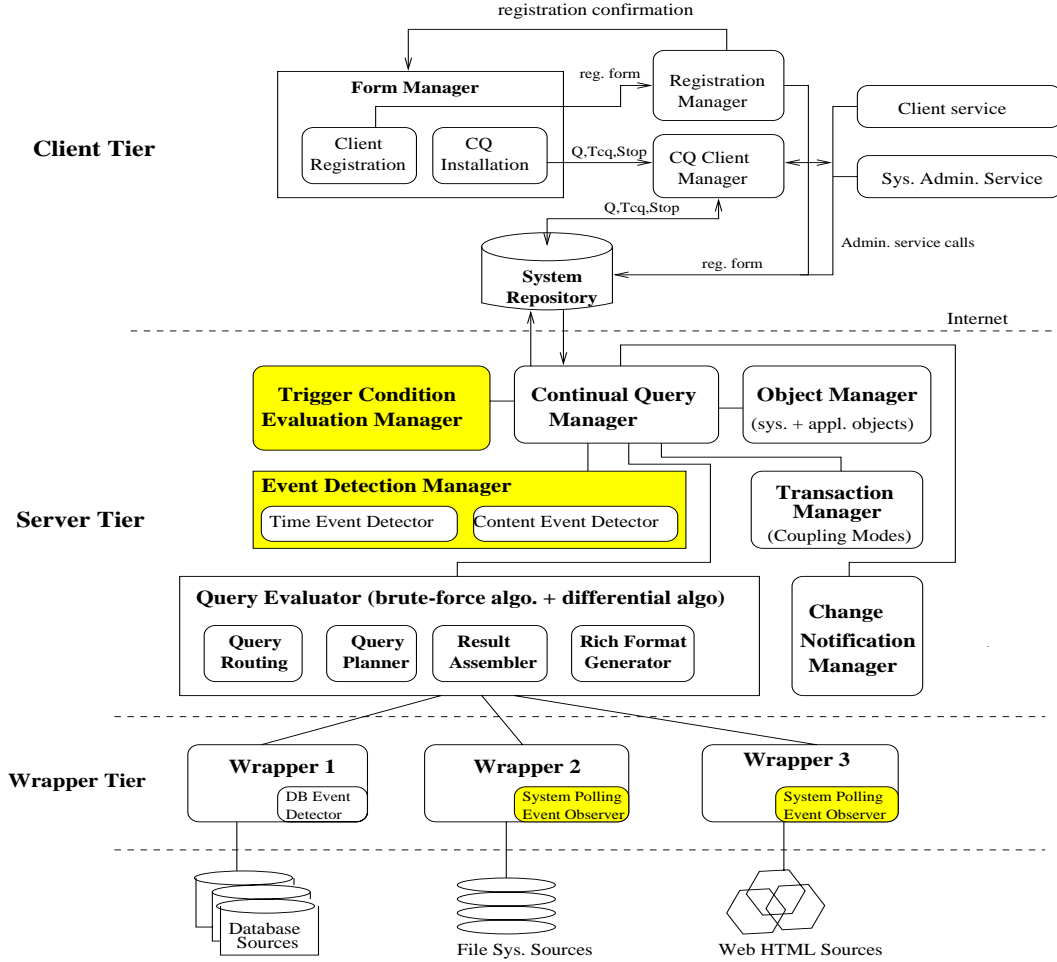 registration confirmation
reg. form
Form Manager
Registration
Manager
Client service
Client Tier
Client
Registration
CQ
Installation
Q,Tcq,Stop
CQ Client
Manager
Sys. Admin. Service
Q,Tcq,Stop
Admin. service calls
reg. form
System
Repository
Internet
Trigger Condition
Evaluation Manager
Continual Query
Manager
Object Manager
(sys. + appl. objects)
Event Detection Manager
Time Event Detector
Content Event Detector
Transaction
Manager
(Coupling Modes)
Server Tier
Query Evaluator (brute-force algo. + differential algo)
Query
Routing
Query
Planner
Result
Assembler
Rich Format
Generator
Change
Notification
Manager
Wrapper Tier
Wrapper 1
DB Event
Detector
Wrapper 2
System Polling
Event Observer
Wrapper 3
System Polling
Event Observer
Database
Sources
File Sys. Sources
Web HTML Sources